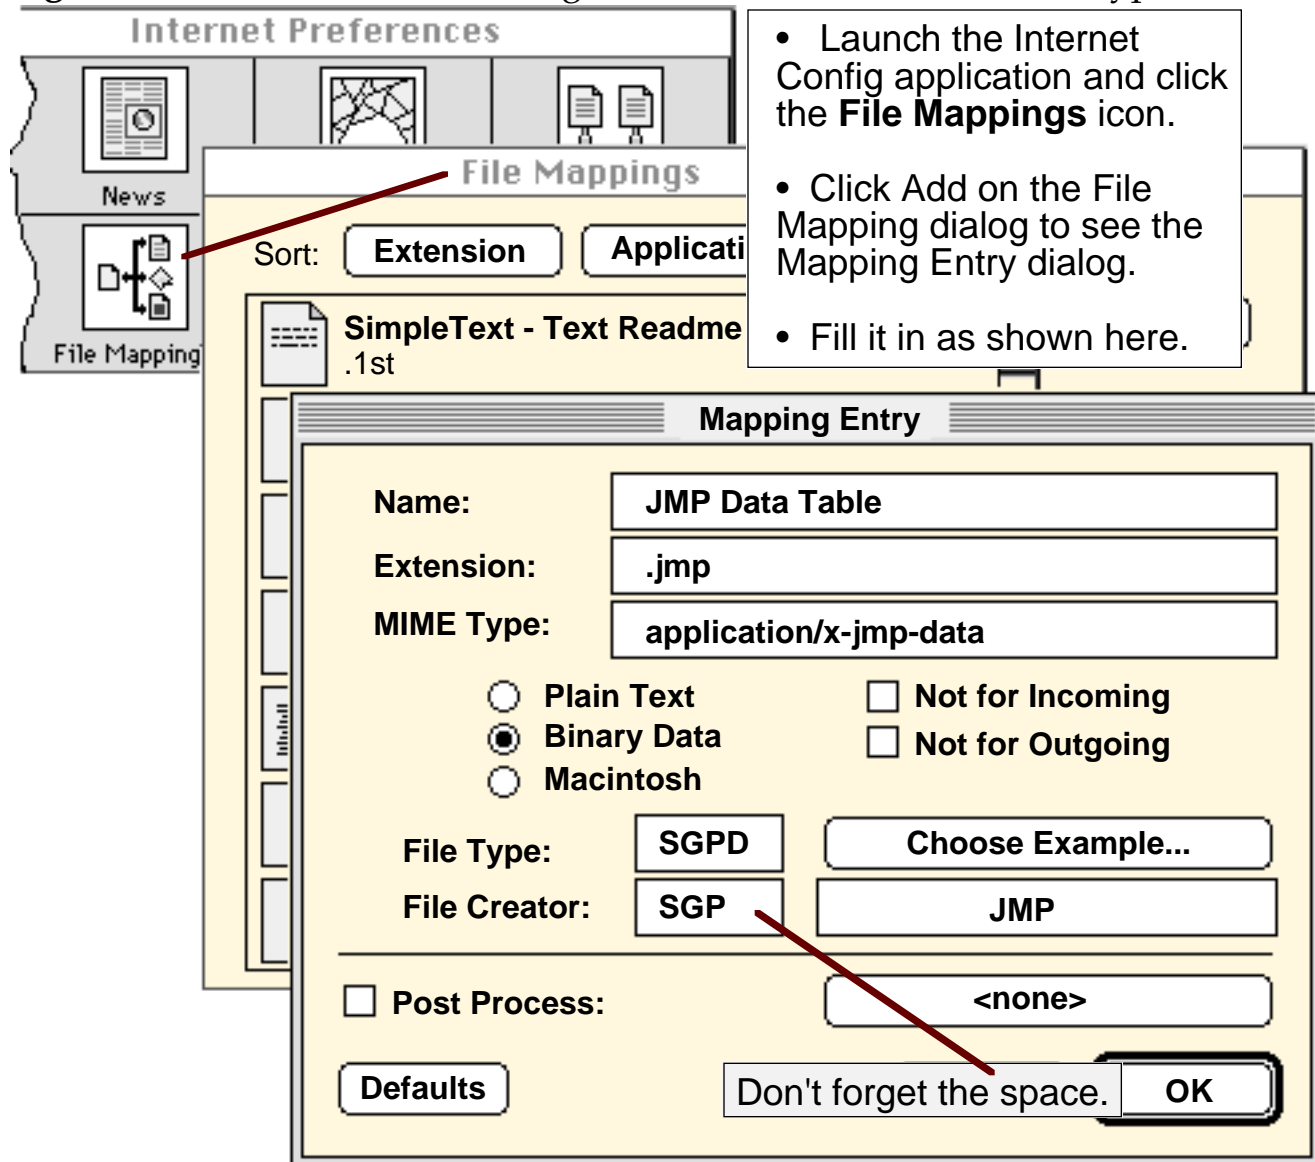 Internet Preferences
News
File Mapping
File Mappings
Sort:
Extension
Applicati
SimpleText - Text Readme
.1st
• Launch the Internet
Config application and click
the File Mappings icon.
• Click Add on the File
Mapping dialog to see the
Mapping Entry dialog.
• Fill it in as shown here.
Mapping Entry
Name:
JMP Data Table
Extension:
.jmp
MIME Type:
application/x-jmp-data
Plain Text
Binary Data
Macintosh
Not for Incoming
Not for Outgoing
File Type:
SGPD
Choose Example...
File Creator:
SGP
JMP
Post Process:
<none>
Defaults
Don't forget the space.
OK